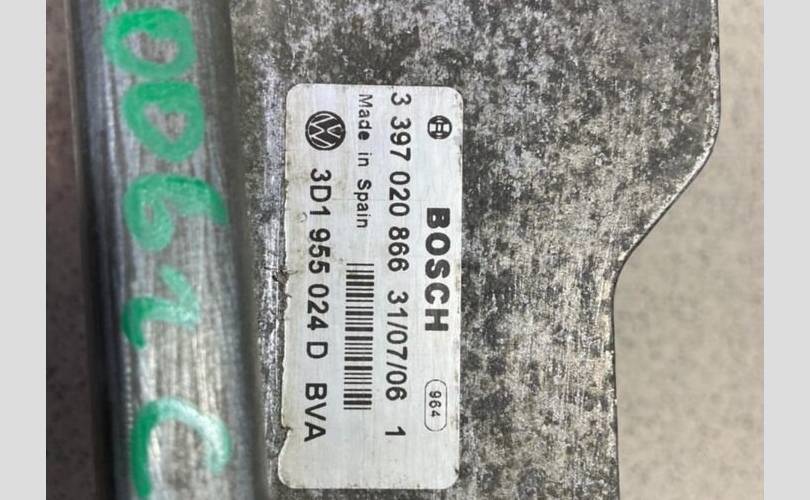 BOSCH 964
3 397 020 866 31/07/06 1
Made in Spain
3D1 955 024 D BVA